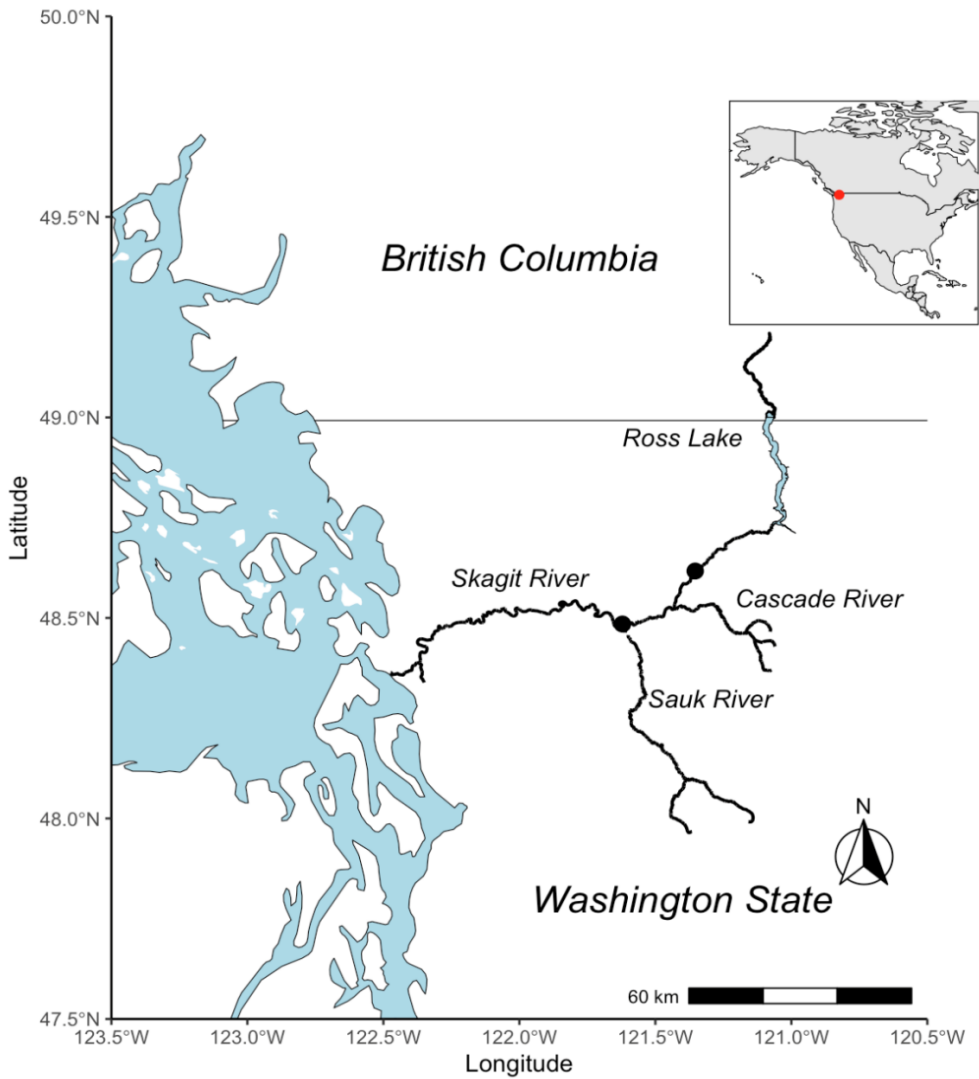 50.0°N
49.5°N
British Columbia
49.0°N
Ross Lake
Latitude
Skagit River
Cascade River
48.5°N
Sauk River
48.0°N
N
Washington State
60 km
47.5°N
123.5°W 123.0°W 122.5°W 122.0°W 121.5°W 121.0°W 120.5°W
Longitude